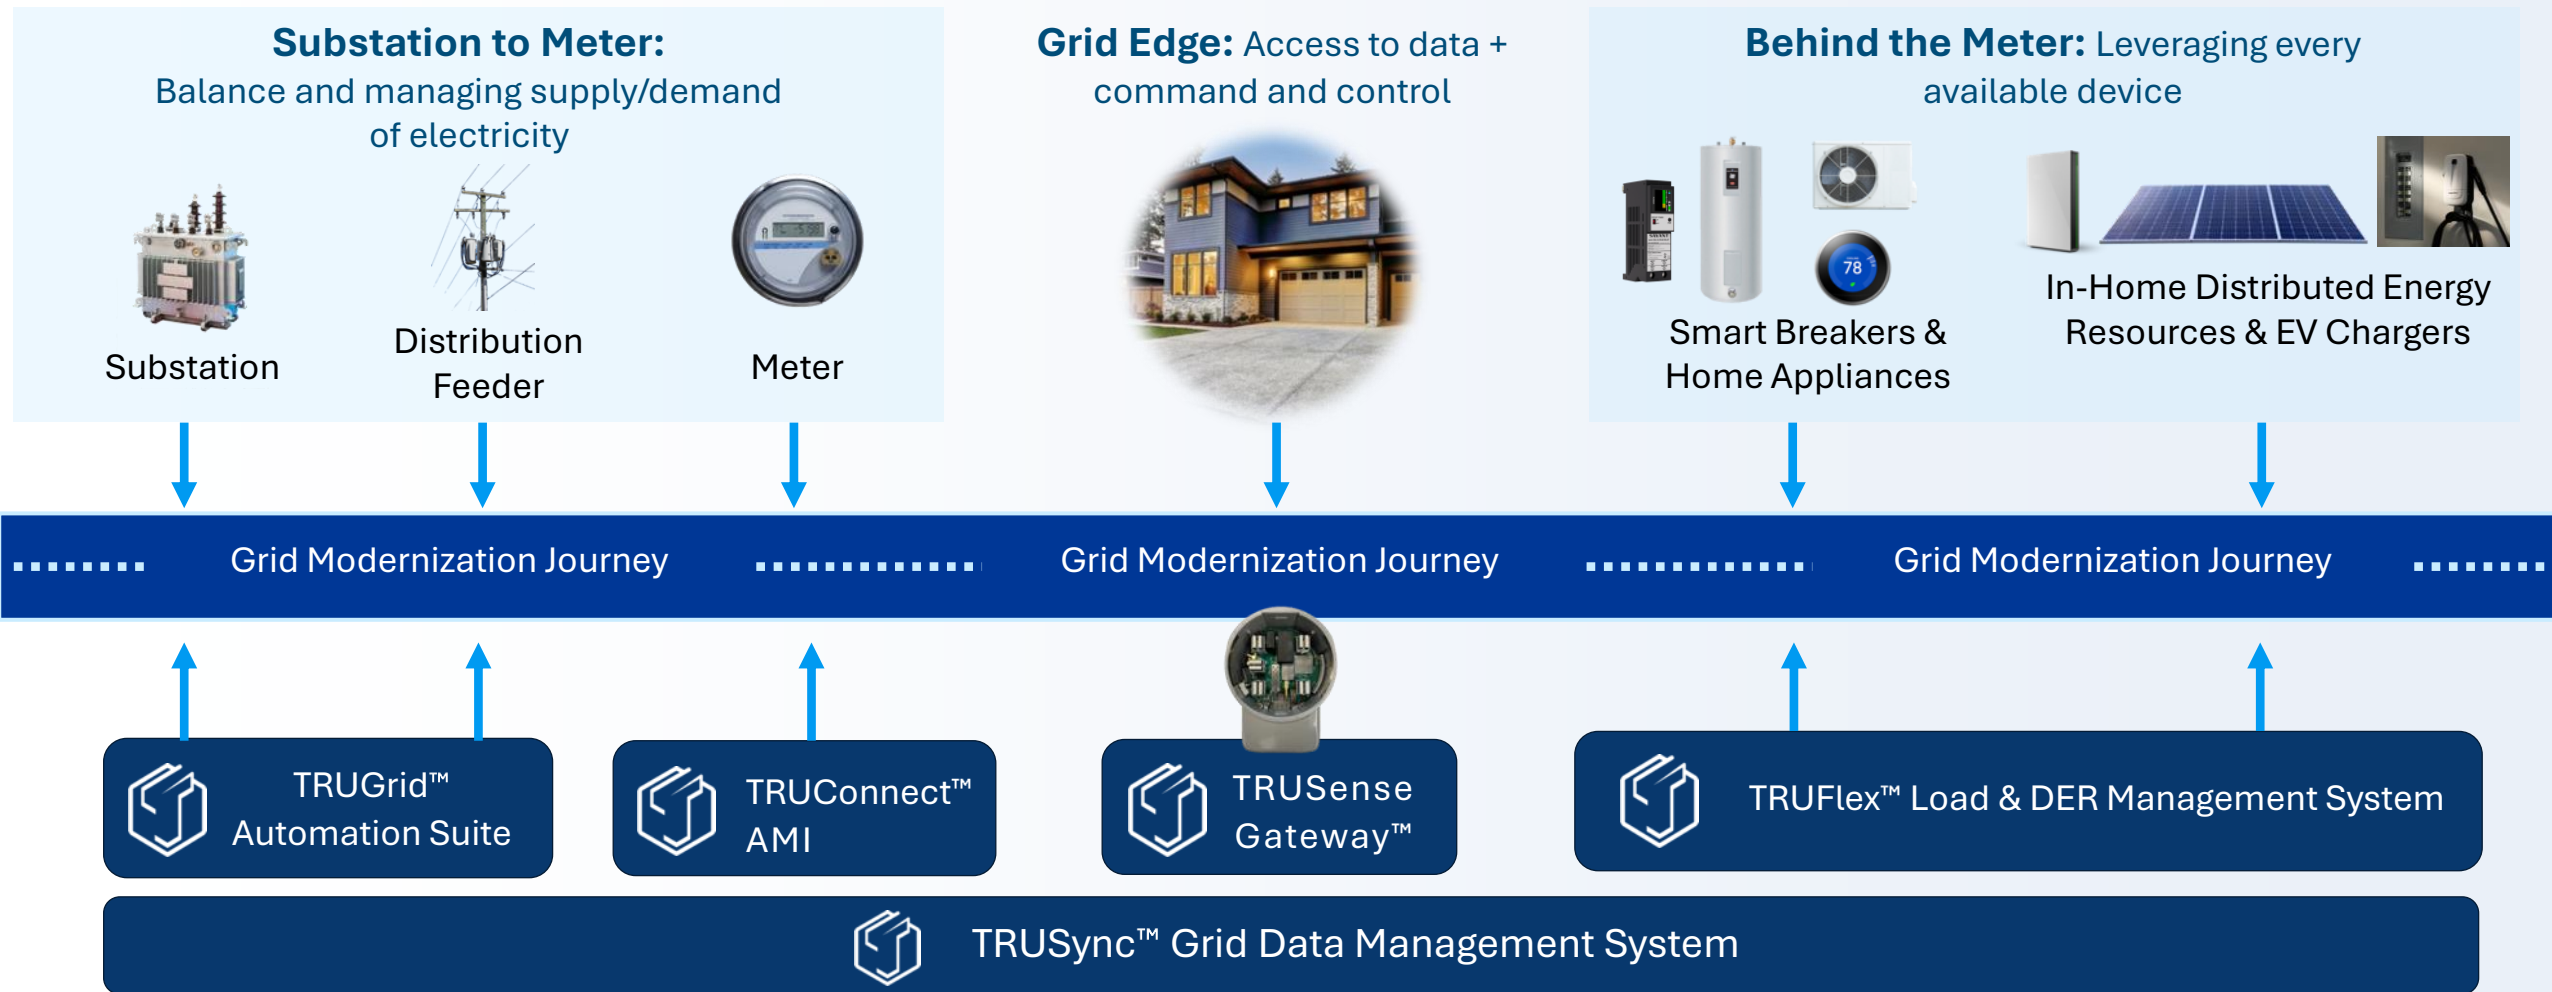 Substation to Meter:
Balance and managing supply/demand
of electricity
Substation
Distribution
Feeder
Meter
Grid Edge: Access to data +
command and control
Behind the Meter: Leveraging every
available device
78
Smart Breakers &
Home Appliances
In-Home Distributed Energy
Resources & EV Chargers
Grid Modernization Journey
Grid Modernization Journey
Grid Modernization Journey
TRUGrid™
Automation Suite
TRUConnect™
AMI
TRUSense
Gateway™
TRUFlex™ Load & DER Management System
TRUSync™ Grid Data Management System